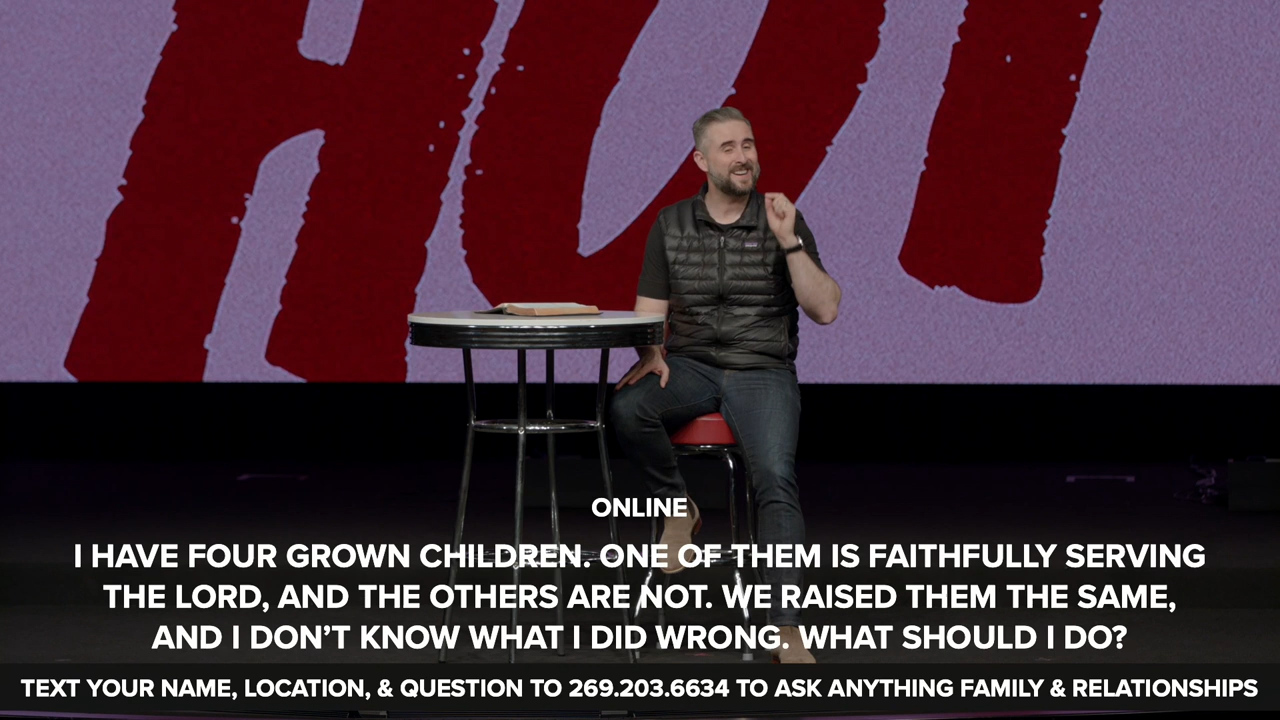 ONLINE
I HAVE FOUR GROWN CHILDREN. ONE OF THEM IS FAITHFULLY SERVING
THE LORD, AND THE OTHERS ARE NOT. WE RAISED THEM THE SAME,
AND I DON'T KNOW WHAT I DID WRONG. WHAT SHOULD I DO?
TEXT YOUR NAME, LOCATION, & QUESTION TO 269.203.6634 TO ASK ANYTHING FAMILY & RELATIONSHIPS